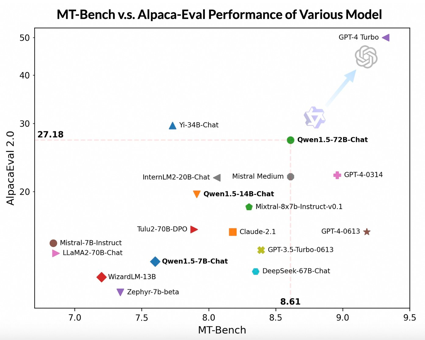 MT-Bench v.s. Alpaca-Eval Performance of Various Model
50
GPT-4 Turbo
40
30
Yi-34B-Chat
27.18
Qwen1.5-72B-Chat
AlpacaEval 2.0
InternLM2-20B-Chat
Mistral Medium
GPT-4-0314
20
Qwen1.5-14B-Chat
Mixtral-8x7b-Instruct-v0.1
Tulu2-70B-DPO
Claude-2.1
GPT-4-0613
Mistral-7B-Instruct
LLaMA2-70B-Chat
GPT-3.5-Turbo-0613
Qwen1.5-7B-Chat
DeepSeek-67B-Chat
WizardLM-13B
Zephyr-7b-beta
8.61
7.0 7.5 8.0 8.5 9.0 9.5
MT-Bench